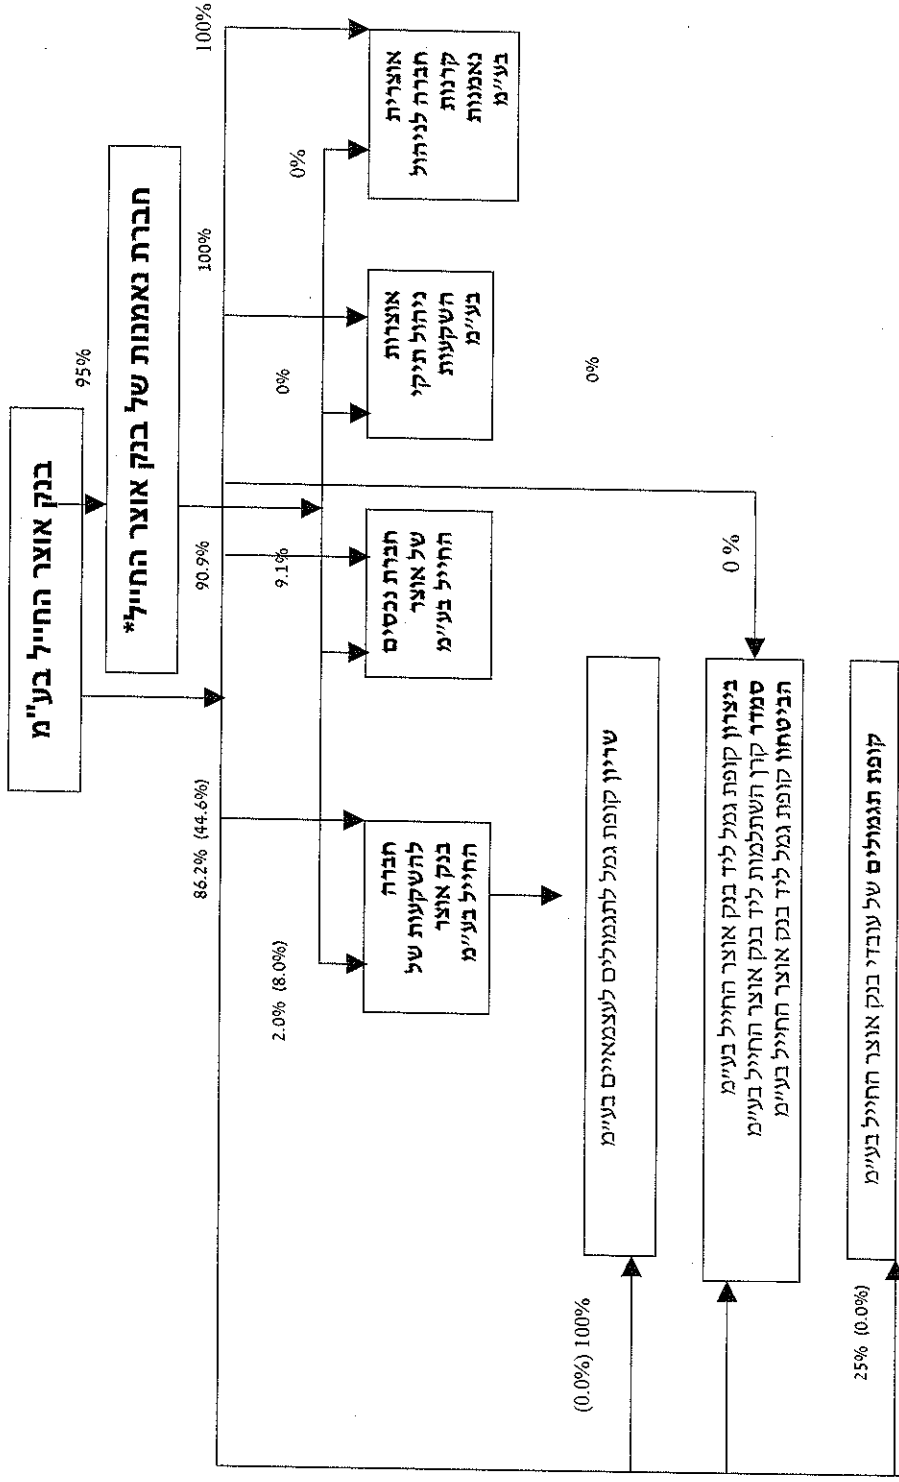 בנק אוצר החייל בע"מ
95%
חברת נאמנות של בנק אוצר החייל*
100%
100%
90.9%
86.2% (44.6%)
0%
0%
9.1%
2.0% (8.0%)
אוצרית
חברה לניהול
קרנות
נאמנות
בע"מ
אוצרות
ניהול תיקי
השקעות
בע"מ
חברת נכסים
של אוצר
החייל בע"מ
חברה
להשקעות של
בנק אוצר
החייל בע"מ
0%
שריון קופת גמל לתגמולים לעצמאיים בע"מ
(0.0%) 100%
0 %
ביצרון קופת גמל ליד בנק אוצר החייל בע"מ
סמדר קרן השתלמות ליד בנק אוצר החייל בע"מ
הביטחון קופת גמל ליד בנק אוצר החייל בע"מ
קופת תגמולים של עובדי בנק אוצר החייל בע"מ
25% (0.0%)